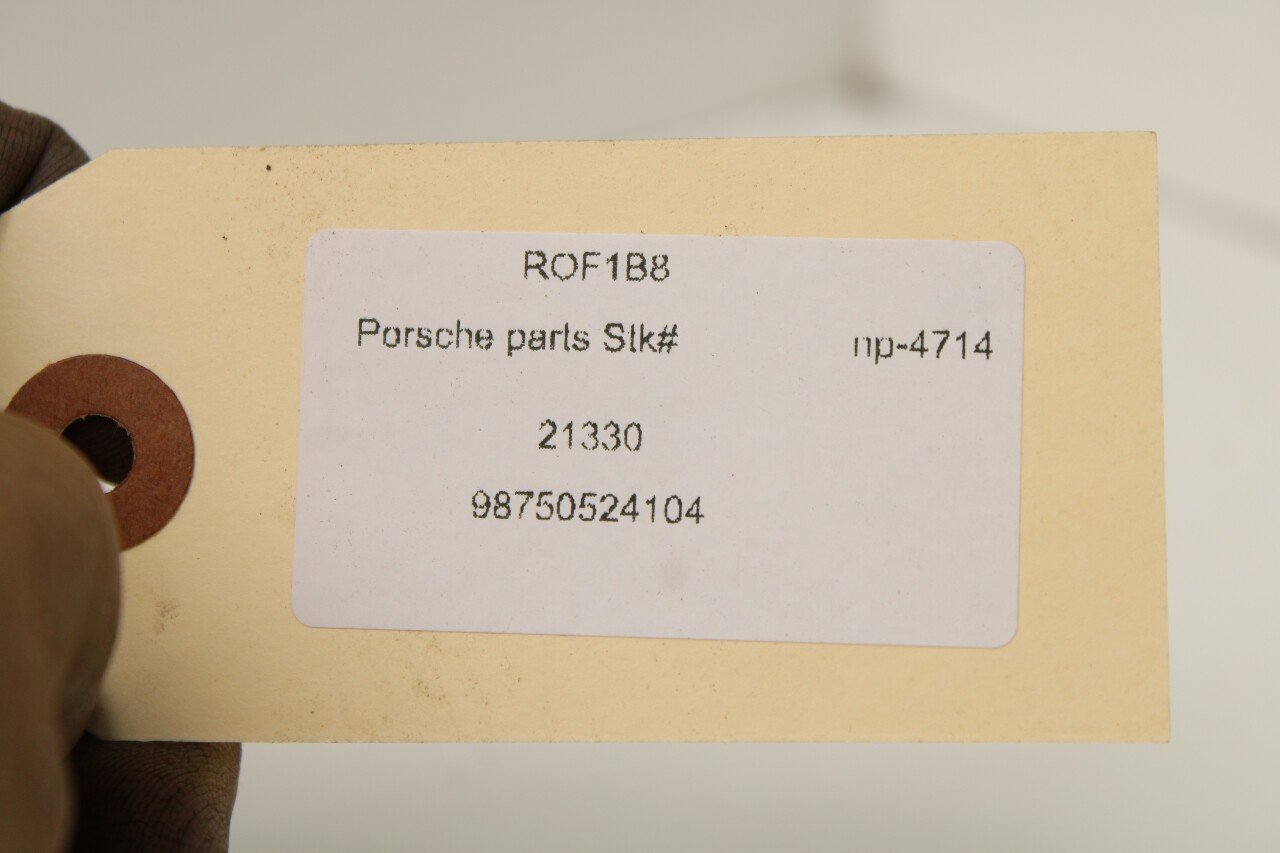 ROF1B8
Porsche parts Stk# np-4714
21330
98750524104